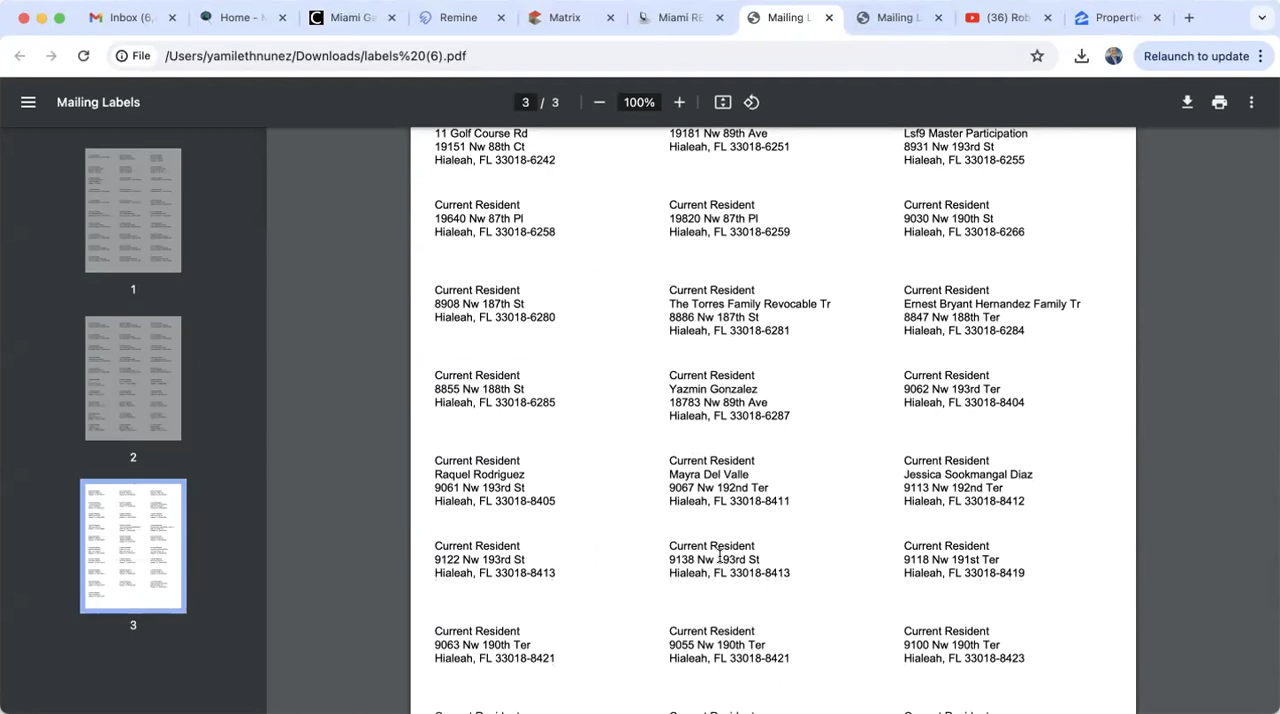 Inbox (6,
Home –
Miami Ge
Remine
Matrix
Miami RE
Mailing L
Mailing L
(36) Rob
Propertie
File
/Users/yamilethnunez/Downloads/labels%20(6).pdf
Relaunch to update
Mailing Labels
3 / 3
100%
1
2
3
11 Golf Course Rd
19151 Nw 88th Ct
Hialeah, FL 33018-6242
19181 Nw 89th Ave
Hialeah, FL 33018-6251
Lsf9 Master Participation
8931 Nw 193rd St
Hialeah, FL 33018-6255
Current Resident
19640 Nw 87th Pl
Hialeah, FL 33018-6258
Current Resident
19820 Nw 87th Pl
Hialeah, FL 33018-6259
Current Resident
9030 Nw 190th St
Hialeah, FL 33018-6266
Current Resident
8908 Nw 187th St
Hialeah, FL 33018-6280
Current Resident
The Torres Family Revocable Tr
8886 Nw 187th St
Hialeah, FL 33018-6281
Current Resident
Ernest Bryant Hernandez Family Tr
8847 Nw 188th Ter
Hialeah, FL 33018-6284
Current Resident
8855 Nw 188th St
Hialeah, FL 33018-6285
Current Resident
Yazmin Gonzalez
18783 Nw 89th Ave
Hialeah, FL 33018-6287
Current Resident
9062 Nw 193rd Ter
Hialeah, FL 33018-8404
Current Resident
Raquel Rodriguez
9061 Nw 193rd St
Hialeah, FL 33018-8405
Current Resident
Mayra Del Valle
9067 Nw 192nd Ter
Hialeah, FL 33018-8411
Current Resident
Jessica Sookmangal Diaz
9113 Nw 192nd Ter
Hialeah, FL 33018-8412
Current Resident
9122 Nw 193rd St
Hialeah, FL 33018-8413
Current Resident
9138 Nw 193rd St
Hialeah, FL 33018-8413
Current Resident
9118 Nw 191st Ter
Hialeah, FL 33018-8419
Current Resident
9063 Nw 190th Ter
Hialeah, FL 33018-8421
Current Resident
9055 Nw 190th Ter
Hialeah, FL 33018-8421
Current Resident
9100 Nw 190th Ter
Hialeah, FL 33018-8423